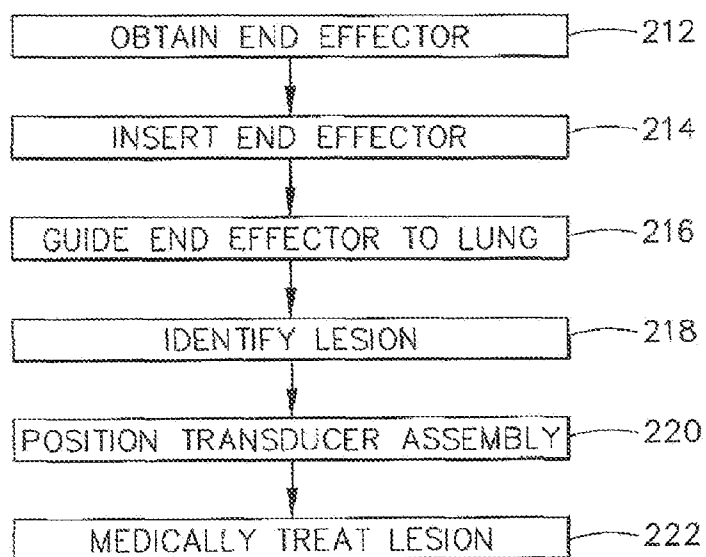 OBTAIN END EFFECTOR 212
INSERT END EFFECTOR 214
GUIDE END EFFECTOR TO LUNG 216
IDENTIFY LESION 218
POSITION TRANSDUCER ASSEMBLY 220
MEDICALLY TREAT LESION 222